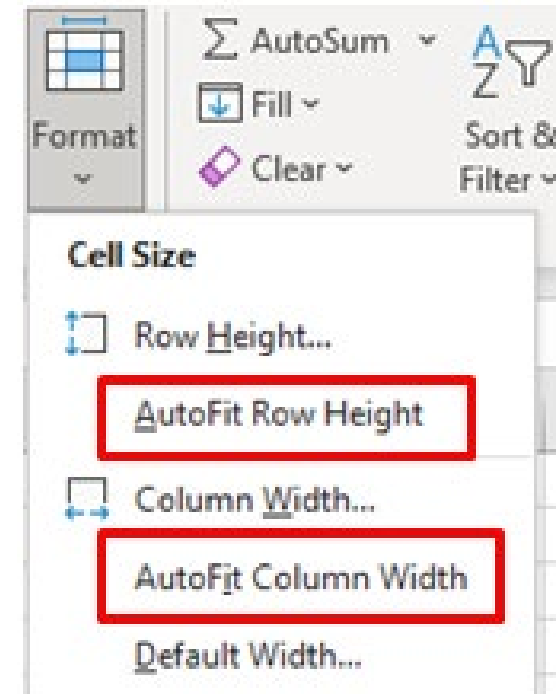 AutoSum
Fill
Clear
Format
Sort &
Filter
Cell Size
Row Height...
AutoFit Row Height
Column Width...
AutoFit Column Width
Default Width...